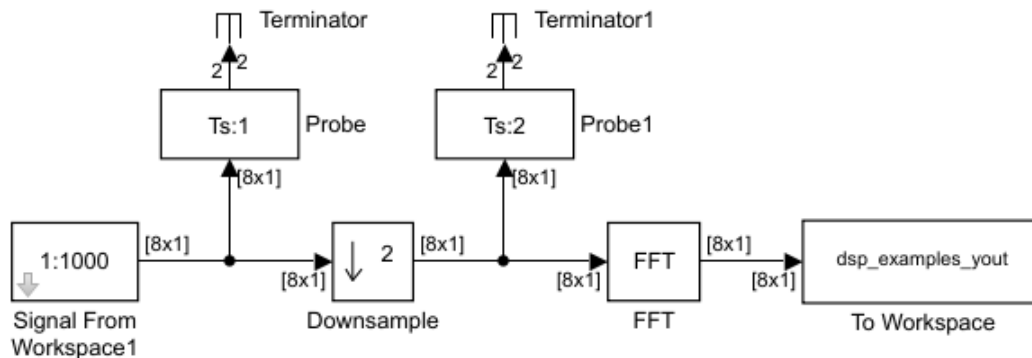 Terminator
Terminator1
2 2
2 2
Ts:1
Probe
Ts:2
Probe1
[8x1]
[8x1]
1:1000
[8x1]
[8x1]
2
[8x1]
[8x1]
FFT
[8x1]
[8x1]
dsp_examples_yout
Signal From
Workspace1
Downsample
FFT
To Workspace